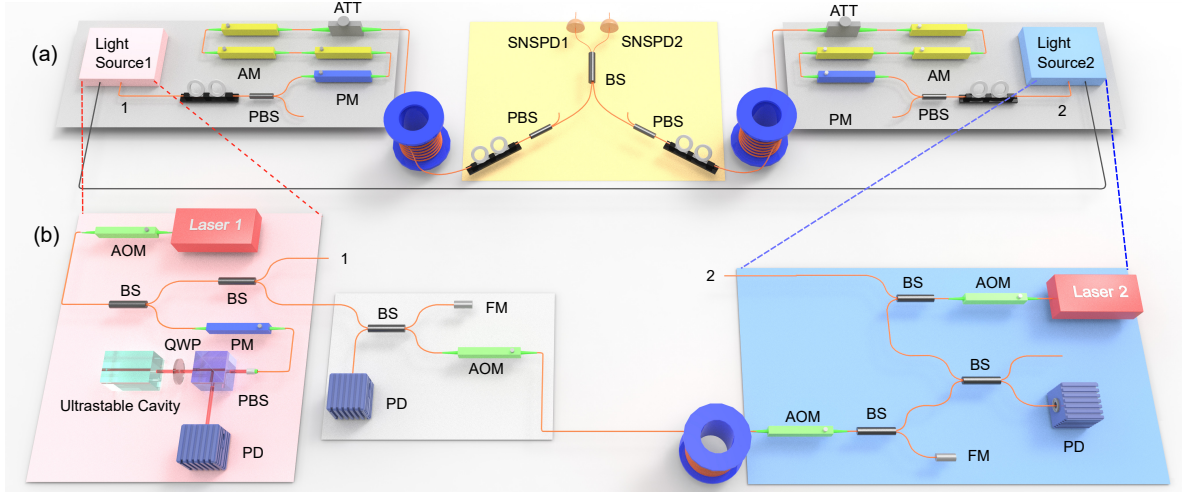 (a)
Light
Source1
1
AM
ATT
PM
PBS
SNSPD1
SNSPD2
BS
PBS
PBS
ATT
AM
PM
PBS
Light
Source2
2
(b)
Laser 1
AOM
BS
BS
1
QWP
PM
Ultrastable Cavity
PBS
PD
BS
FM
AOM
PD
2
BS
AOM
Laser 2
BS
AOM
BS
FM
PD